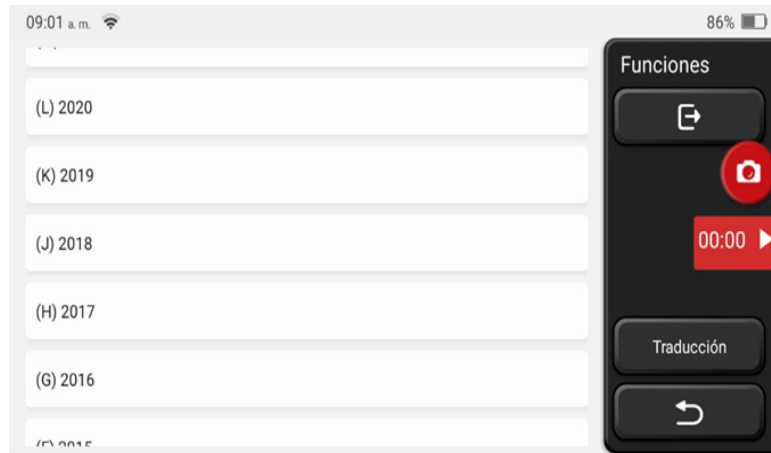 09:01 a. m.
86%
Funciones
(L) 2020
(K) 2019
(J) 2018
00:00
(H) 2017
Traducción
(G) 2016